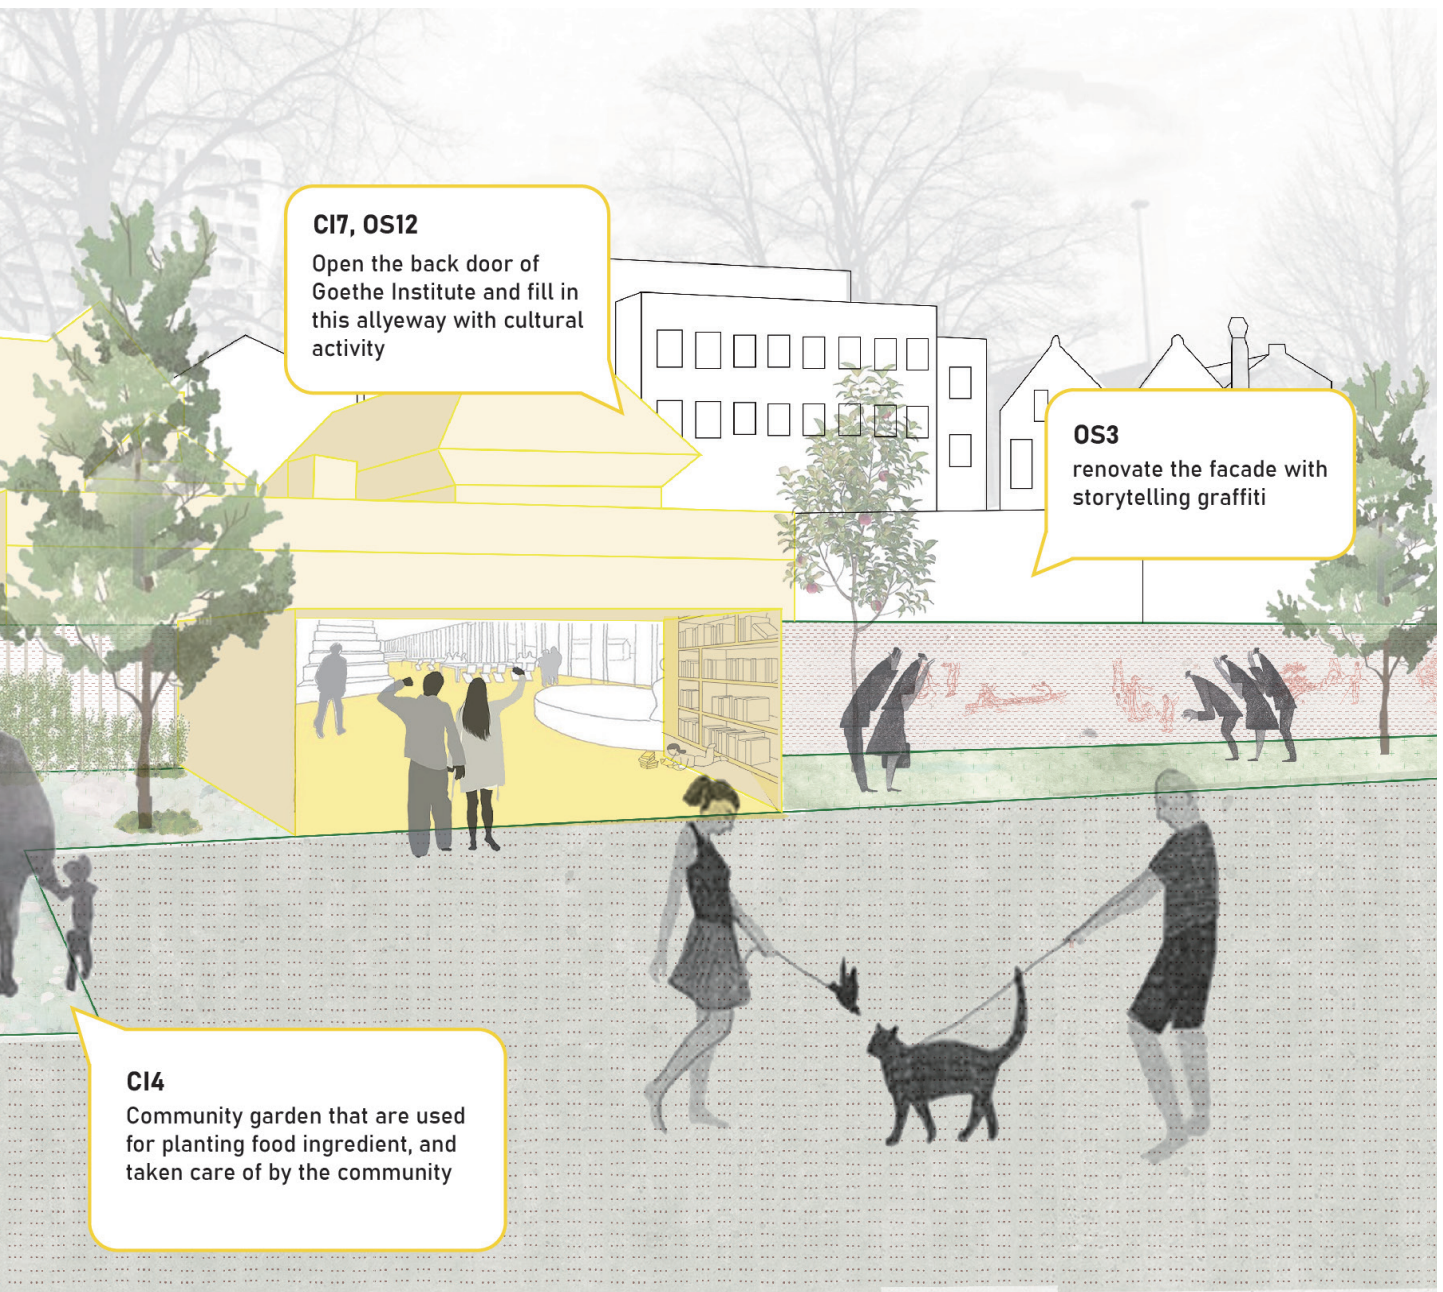 CI7, OS12
Open the back door of
Goethe Institute and fill in
this allyeway with cultural
activity
OS3
renovate the facade with
storytelling graffiti
CI4
Community garden that are used
for planting food ingredient, and
taken care of by the community